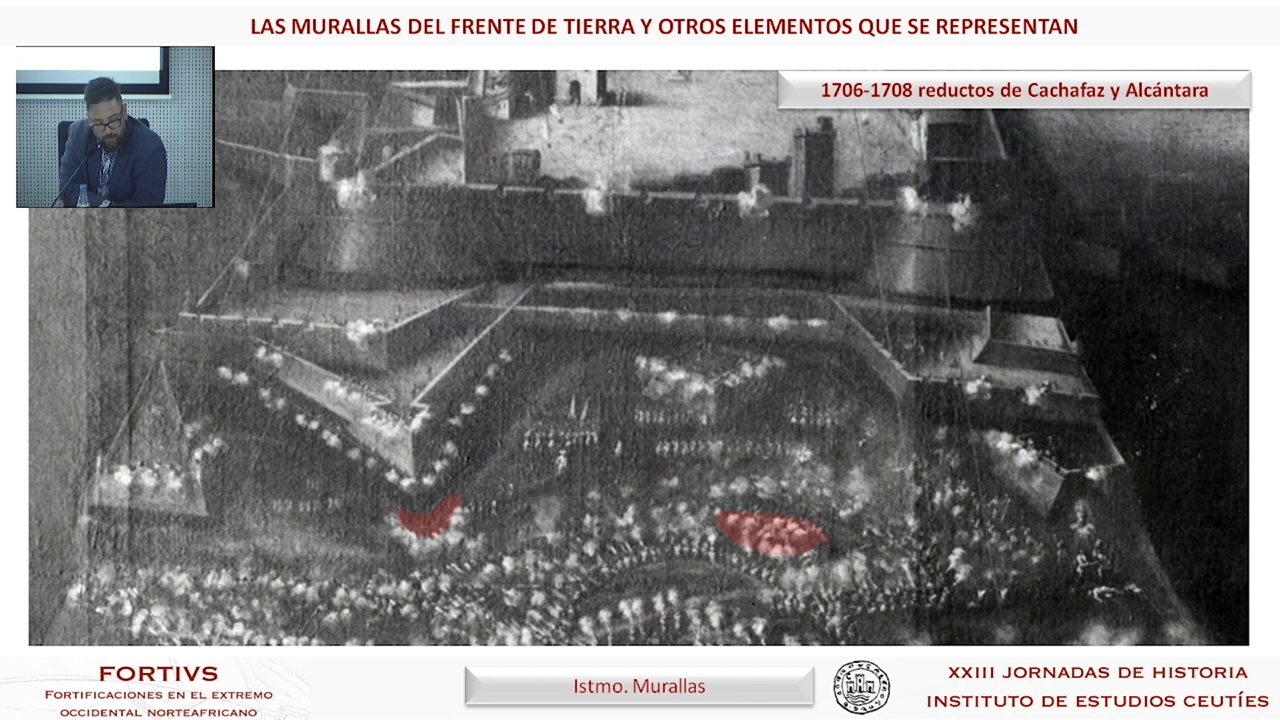 LAS MURALLAS DEL FRENTE DE TIERRA Y OTROS ELEMENTOS QUE SE REPRESENTAN
1706-1708 reductos de Cachafaz y Alcántara
FORTIVS
FORTIFICACIONES EN EL EXTREMO
OCCIDENTAL NORTEAFRICANO
Istmo. Murallas
XXIII JORNADAS DE HISTORIA
INSTITUTO DE ESTUDIOS CEUTÍES